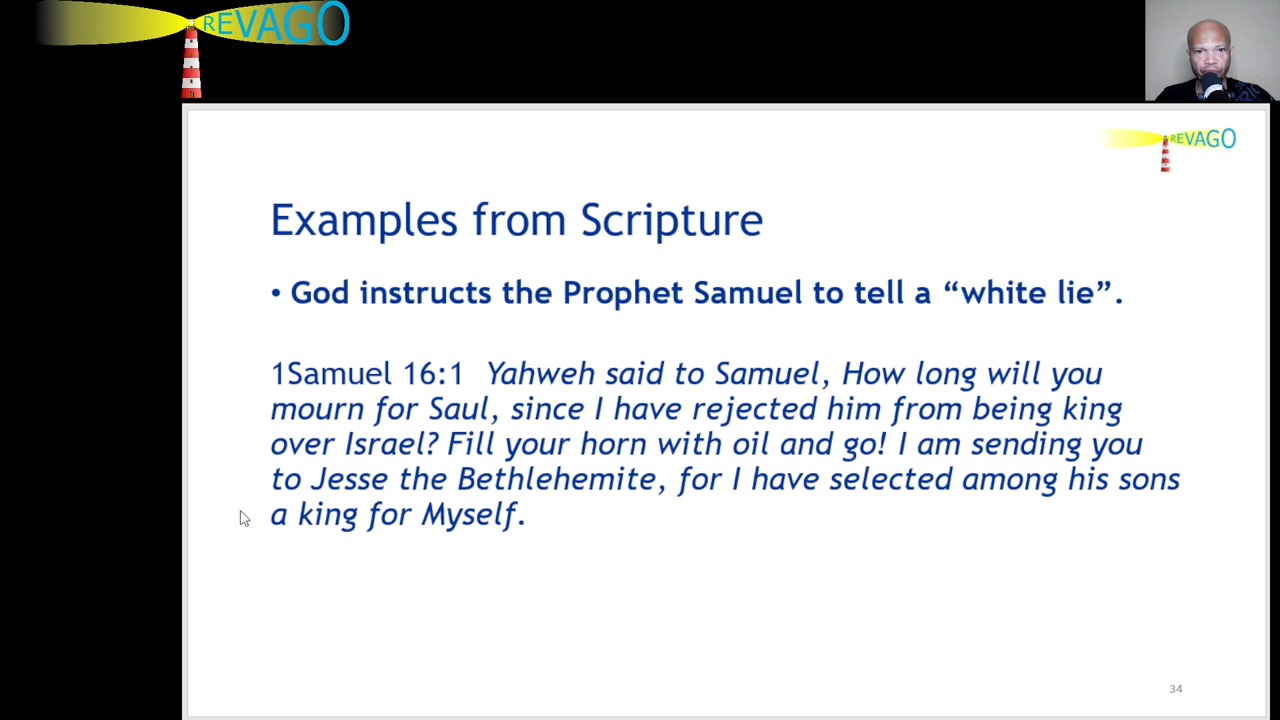 REVAGO
REVAGO
Examples from Scripture
• God instructs the Prophet Samuel to tell a “white lie”.
1Samuel 16:1 Yahweh said to Samuel, How long will you
mourn for Saul, since I have rejected him from being king
over Israel? Fill your horn with oil and go! I am sending you
to Jesse the Bethlehemite, for I have selected among his sons
a king for Myself.
34